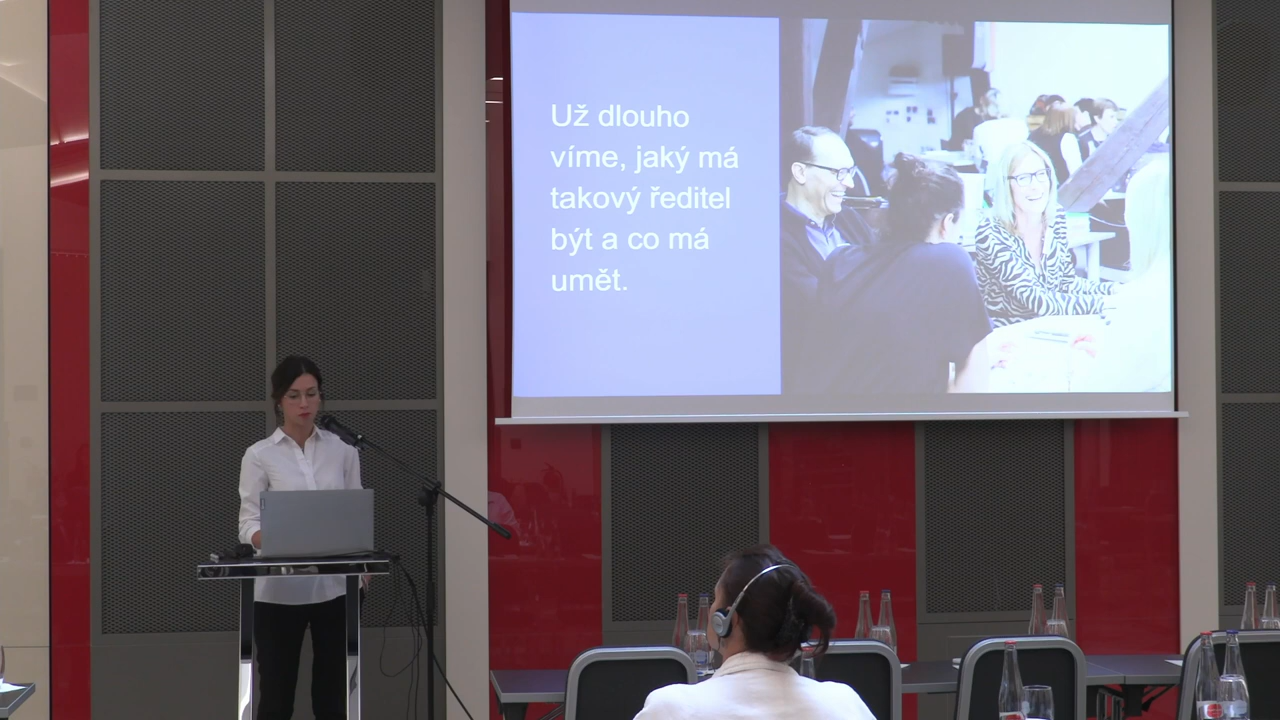 Už dlouho
víme, jaký má
takový ředitel
být a co má
umět.